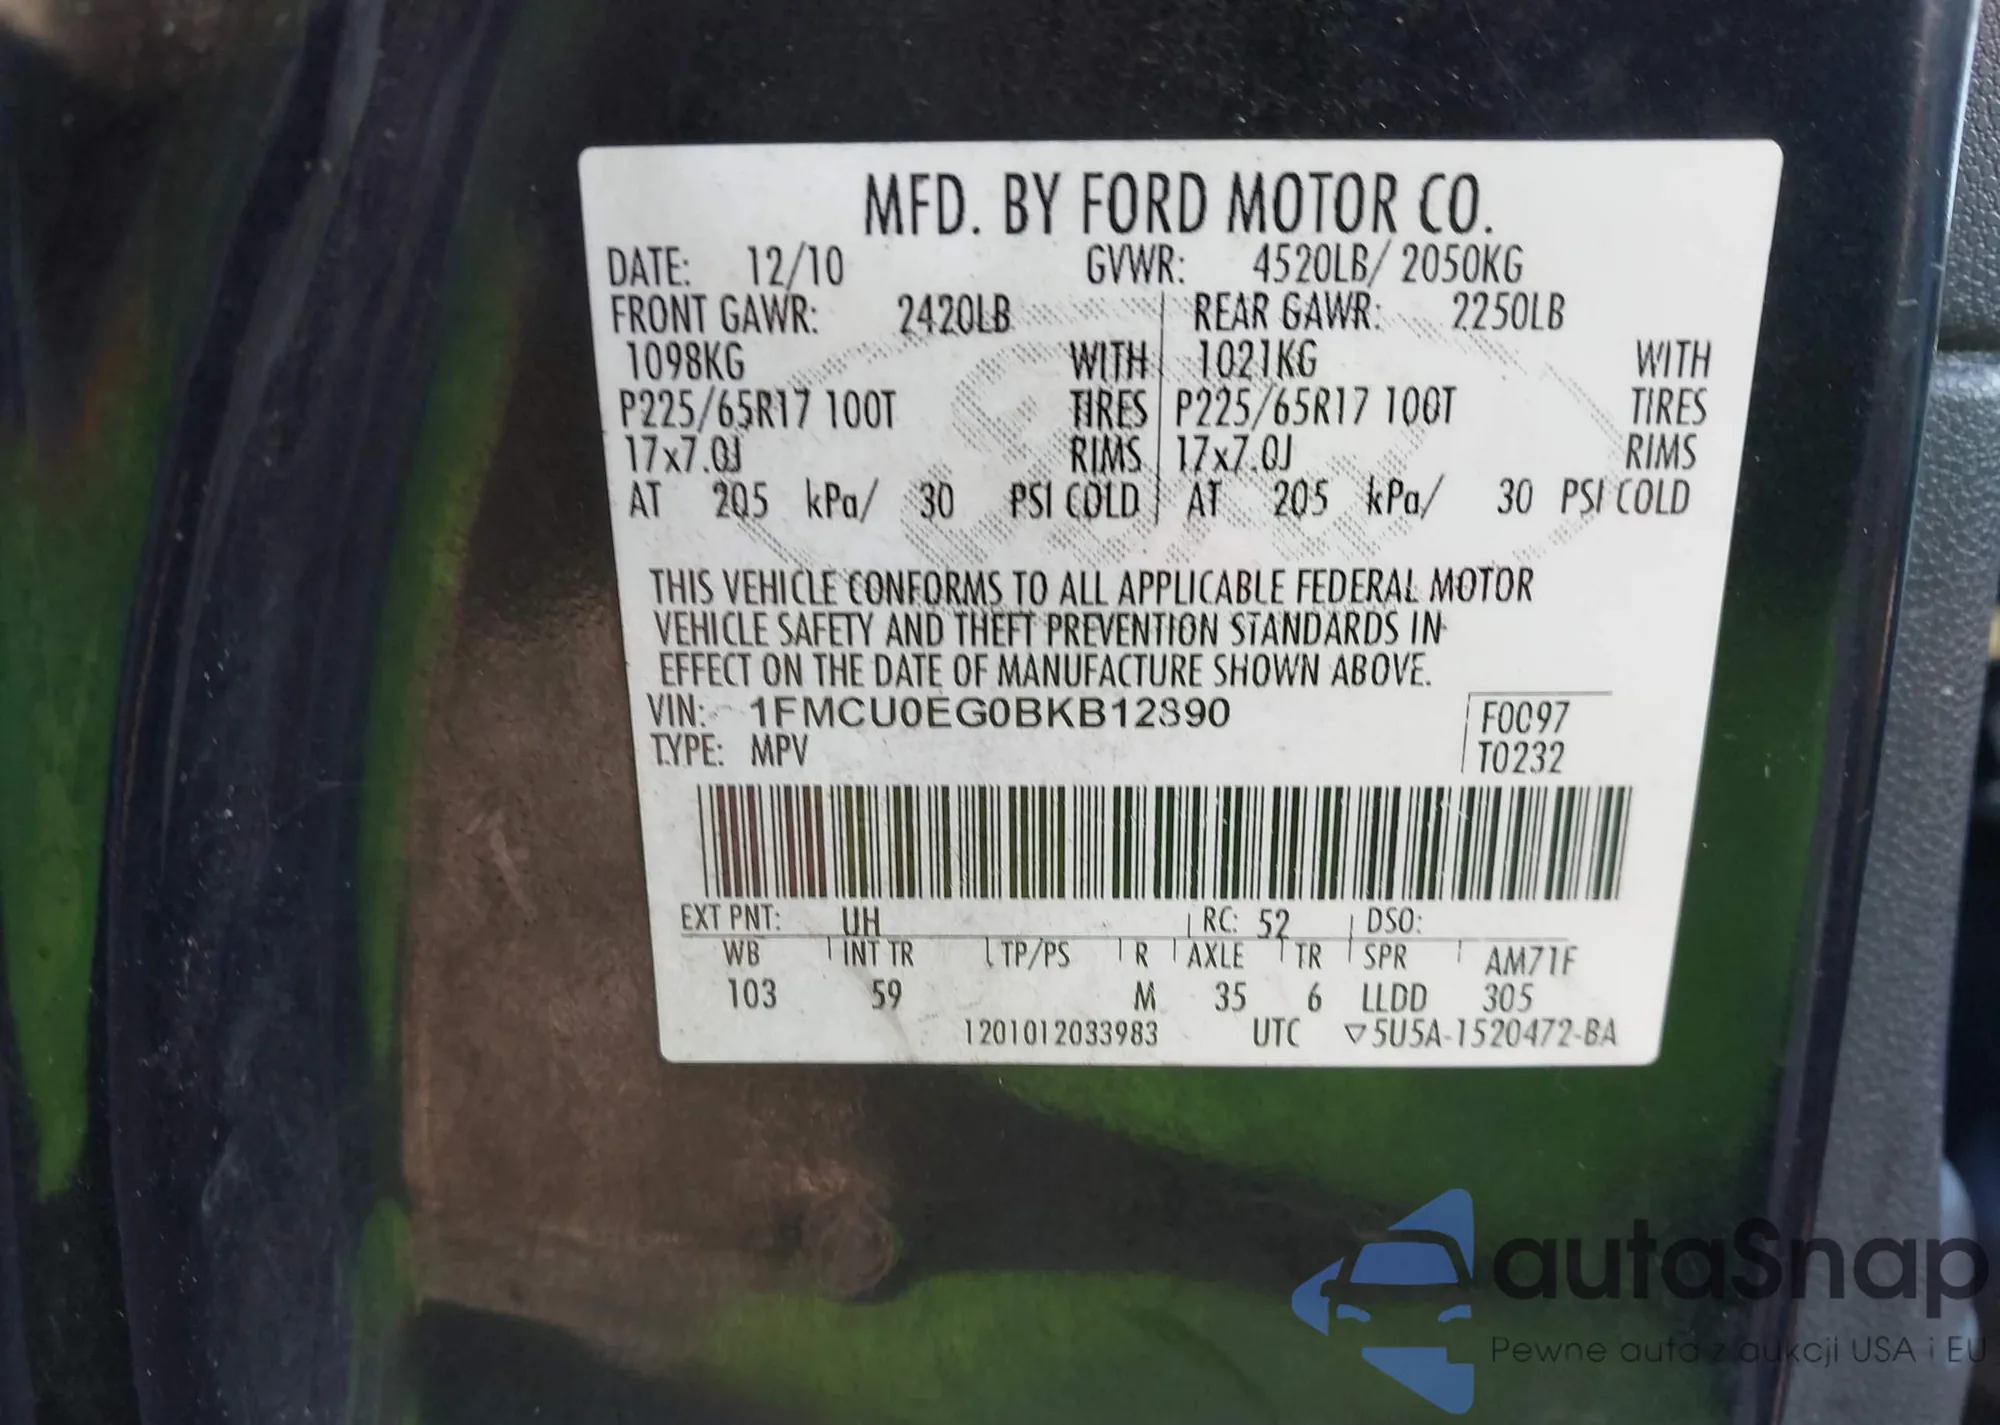 MFD. BY FORD MOTOR CO.
DATE: 12/10 GVWR: 4520LB/ 2050KG
FRONT GAWR: 2420LB REAR GAWR: 2250LB
1098KG WITH 1021KG WITH
P225/65R17 100T TIRES P225/65R17 100T TIRES
17x7.0J RIMS 17x7.0J RIMS
AT 205 kPa/ 30 PSI COLD AT 205 kPa/ 30 PSI COLD
THIS VEHICLE CONFORMS TO ALL APPLICABLE FEDERAL MOTOR
VEHICLE SAFETY AND THEFT PREVENTION STANDARDS IN
EFFECT ON THE DATE OF MANUFACTURE SHOWN ABOVE.
VIN: 1FMCU0EG0BKB12890 F0097
TYPE: MPV T0232
EXT PNT: UH RC: 52 DSO:
WB INT TR TP/PS R AXLE TR SPR AM71F
103 59 M 35 6 LLDD 305
1201012033983 UTC ▽5U5A-1520472-BA
autaSnap
Pewne auta z aukcji USA i EU